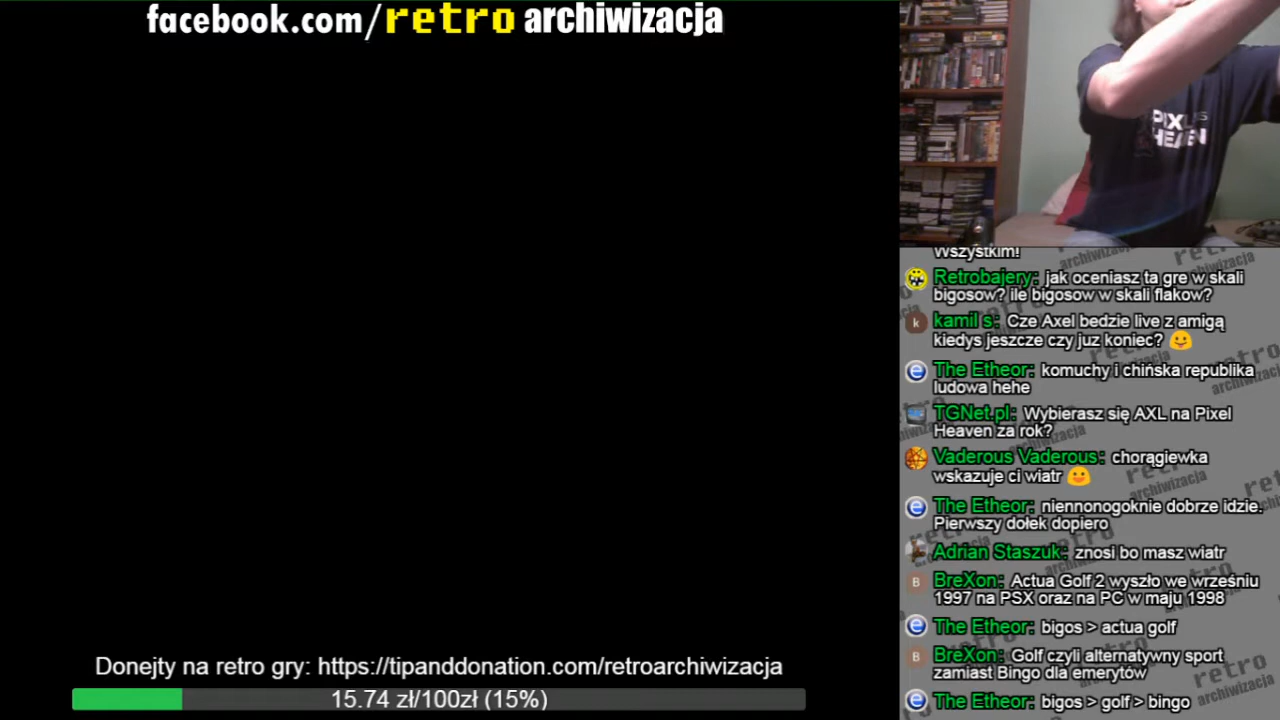 facebook.com/retro archiwizacja
PIXELS
HEAVEN
Wszystkim!
Retrobajery: jak oceniasz ta gre w skali
bigosow? ile bigosow w skali flakow?
kamil s: Cze Axel bedzie live z amigą
kiedys jeszcze czy juz koniec?
The Etheor: komuchy i chińska republika
ludowa hehe
TGNet.pl: Wybierasz się AXL na Pixel
Heaven za rok?
Vaderous Vaderous: chorągiewka
wskazuje ci wiatr
The Etheor: niennonogoknie dobrze idzie.
Pierwszy dołek dopiero
Adrian Staszuk: znosi bo masz wiatr
BreXon: Actua Golf 2 wyszło we wrześniu
1997 na PSX oraz na PC w maju 1998
The Etheor: bigos > actua golf
BreXon: Golf czyli alternatywny sport
zamiast Bingo dla emerytów
The Etheor: bigos > golf > bingo
Donejty na retro gry: https://tipanddonation.com/retroarchiwizacja
15.74 zł/100zł (15%)